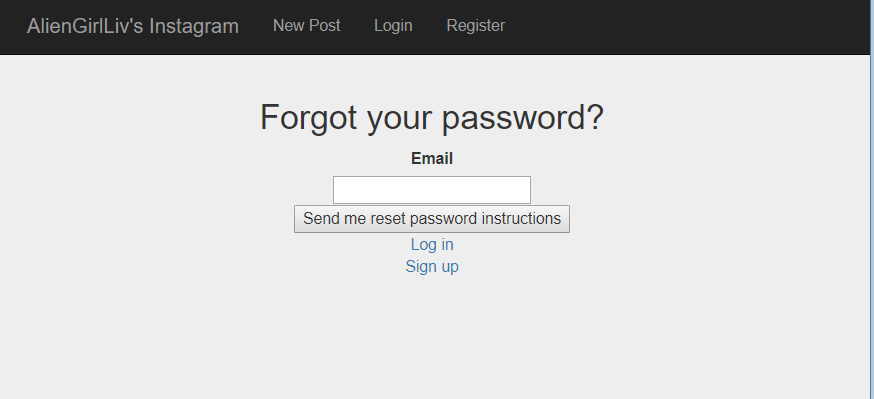 AlienGirlLiv's Instagram New Post Login Register
Forgot your password?
Email
Send me reset password instructions
Log in
Sign up